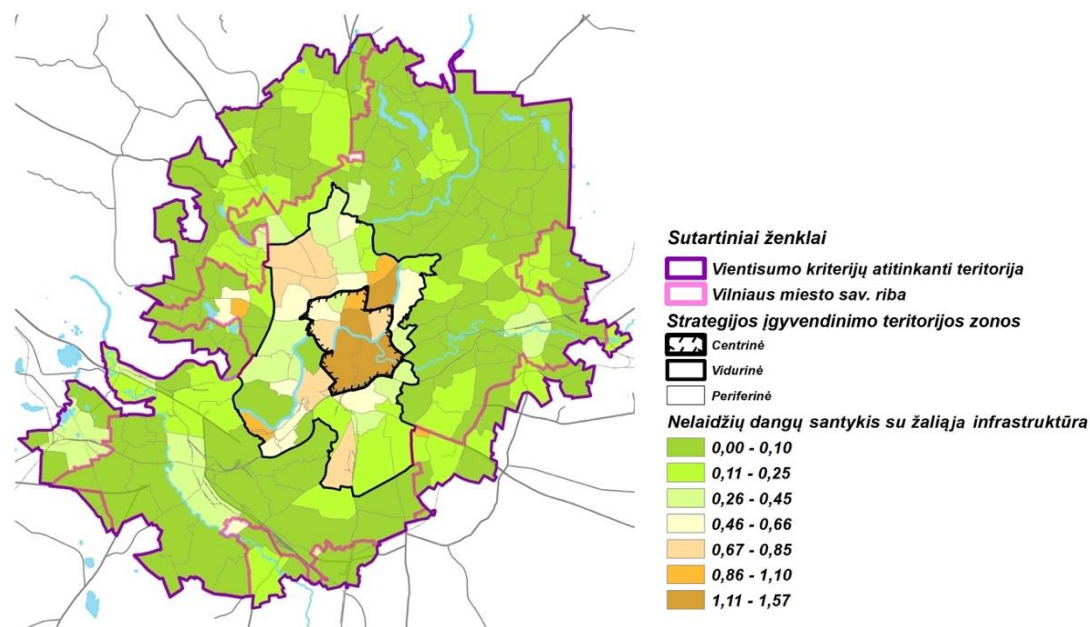 Sutartiniai ženklai
Vientisumo kriterijų atitinkanti teritorija
Vilniaus miesto sav. riba
Strategijos įgyvendinimo teritorijos zonos
Centrinė
Vidurinė
Periferinė
Nelaidžių dangų santykis su žaliąja infrastruktūra
0,00 - 0,10
0,11 - 0,25
0,26 - 0,45
0,46 - 0,66
0,67 - 0,85
0,86 - 1,10
1,11 - 1,57